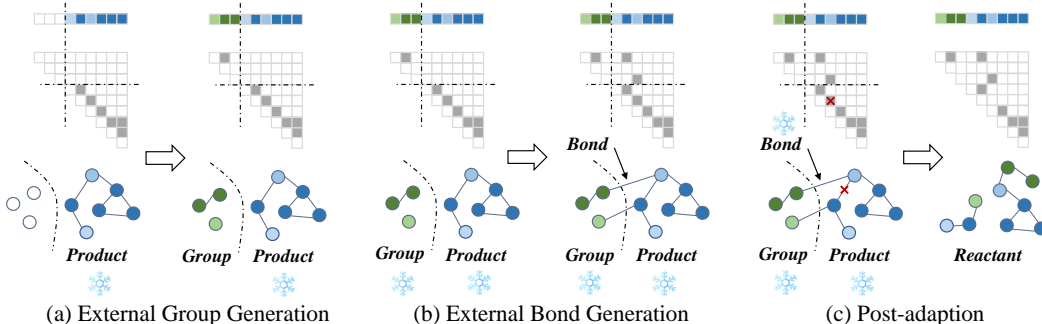 Bond
Bond
Product
Group
Product
Group
Product
Group
Product
Group
Product
Reactant
(a) External Group Generation
(b) External Bond Generation
(c) Post-adaption